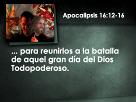 Apocalipsis 16:12-16
... para reunirlos a la batalla
de aquel gran día del Dios
Todopoderoso.